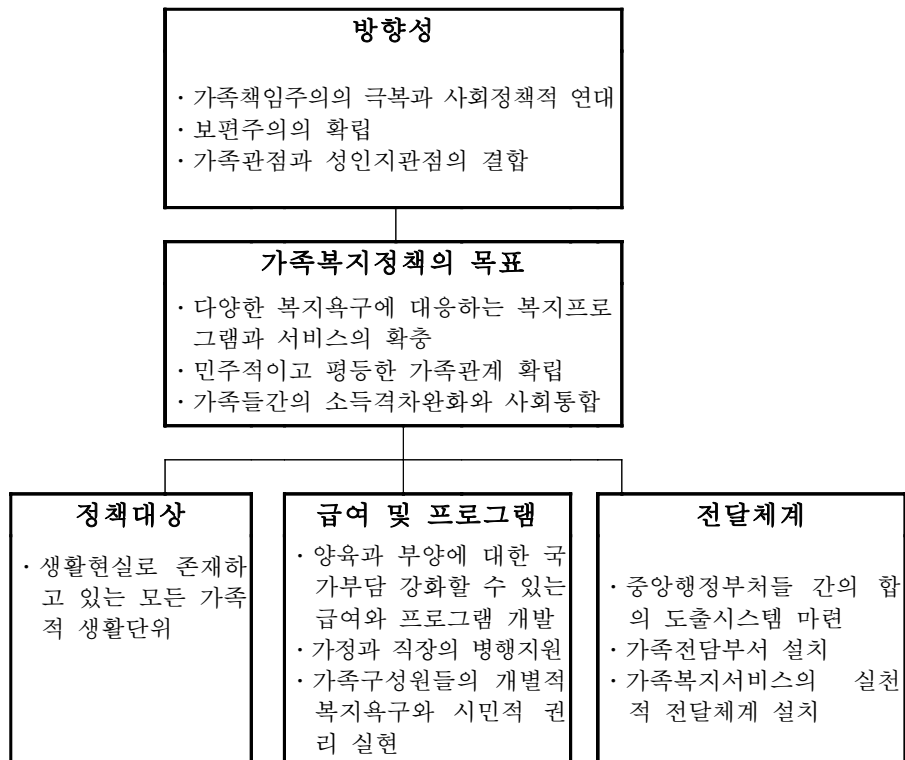 방향성
· 가족책임주의의 극복과 사회정책적 연대
· 보편주의의 확립
· 가족관점과 성인지관점의 결합
가족복지정책의 목표
· 다양한 복지욕구에 대응하는 복지프로
그램과 서비스의 확충
· 민주적이고 평등한 가족관계 확립
· 가족들간의 소득격차완화와 사회통합
정책대상
· 생활현실로 존재하
고 있는 모든 가족
적 생활단위
급여 및 프로그램
· 양육과 부양에 대한 국
가부담 강화할 수 있는
급여와 프로그램 개발
· 가정과 직장의 병행지원
· 가족구성원들의 개별적
복지욕구와 시민적 권
리 실현
전달체계
· 중앙행정부처들 간의 합
의 도출시스템 마련
· 가족전담부서 설치
· 가족복지서비스의 실천
적 전달체계 설치